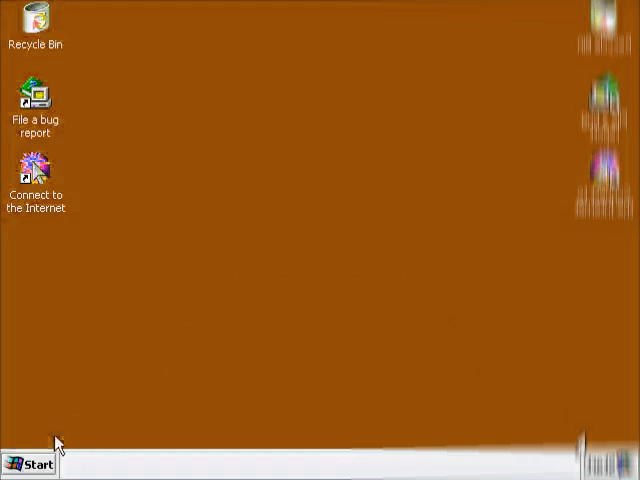 Recycle Bin
File a bug
report
Connect to
the Internet
Start